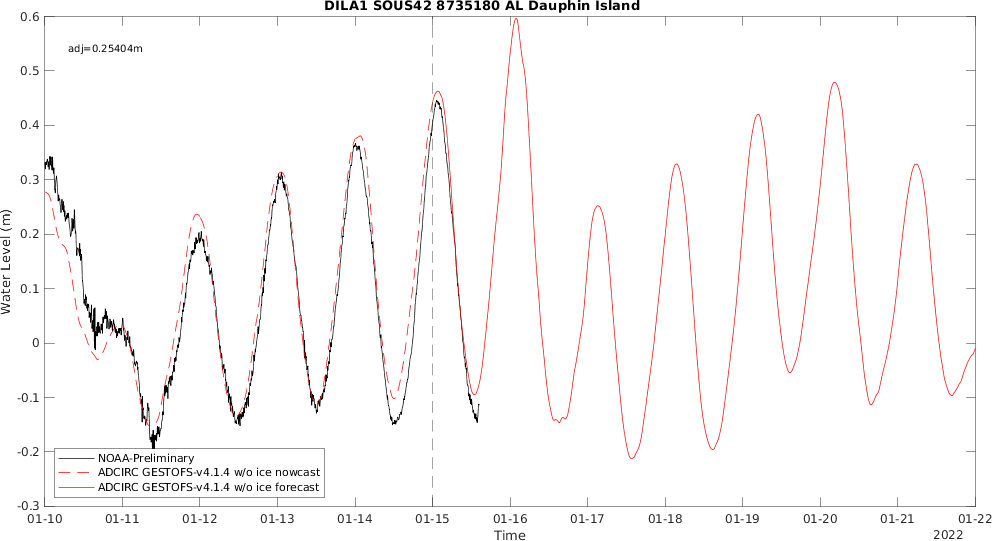 DILA1 SOUS42 8735180 AL Dauphin Island
adj=0.25404m
Water Level (m)
0.6
0.5
0.4
0.3
0.2
0.1
0
-0.1
-0.2
-0.3
NOAA-Preliminary
ADCIRC GESTOFS-v4.1.4 w/o ice nowcast
ADCIRC GESTOFS-v4.1.4 w/o ice forecast
01-10 01-11 01-12 01-13 01-14 01-15 01-16 01-17 01-18 01-19 01-20 01-21 01-22
Time
2022